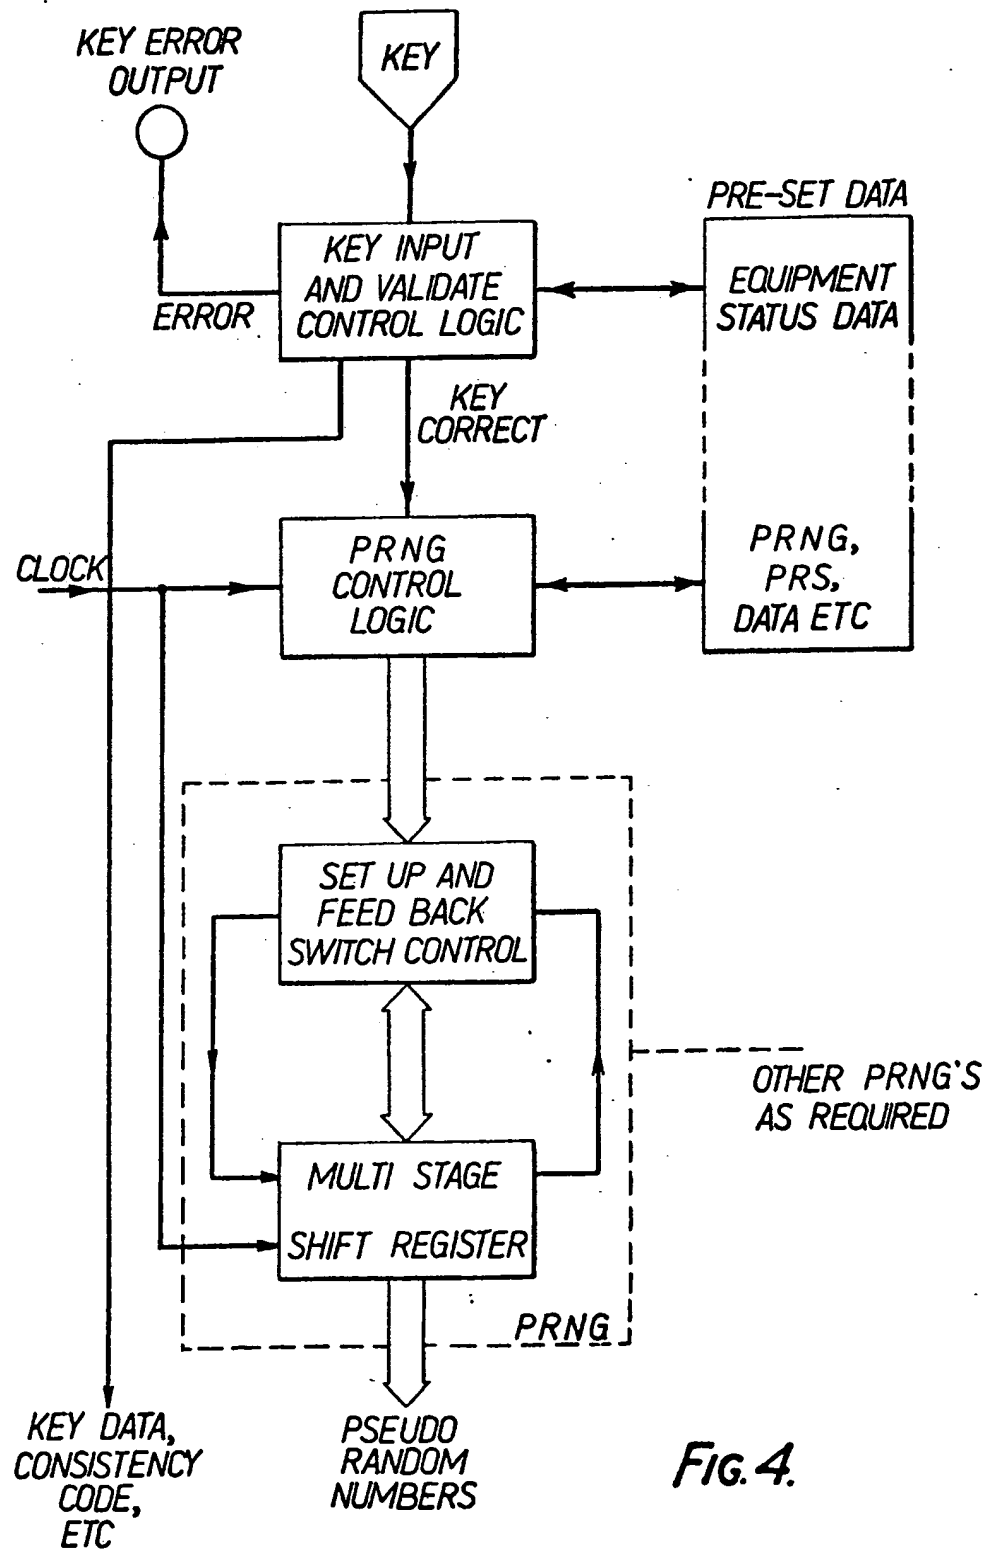 KEY ERROR
OUTPUT
KEY
PRE-SET DATA
KEY INPUT
AND VALIDATE
CONTROL LOGIC
EQUIPMENT
STATUS DATA
ERROR
KEY
CORRECT
CLOCK
PRNG
CONTROL
LOGIC
PRNG,
PRS,
DATA ETC
SET UP AND
FEED BACK
SWITCH CONTROL
OTHER PRNG'S
AS REQUIRED
MULTI STAGE
SHIFT REGISTER
PRNG
KEY DATA,
CONSISTENCY
CODE,
ETC
PSEUDO
RANDOM
NUMBERS
FIG. 4.